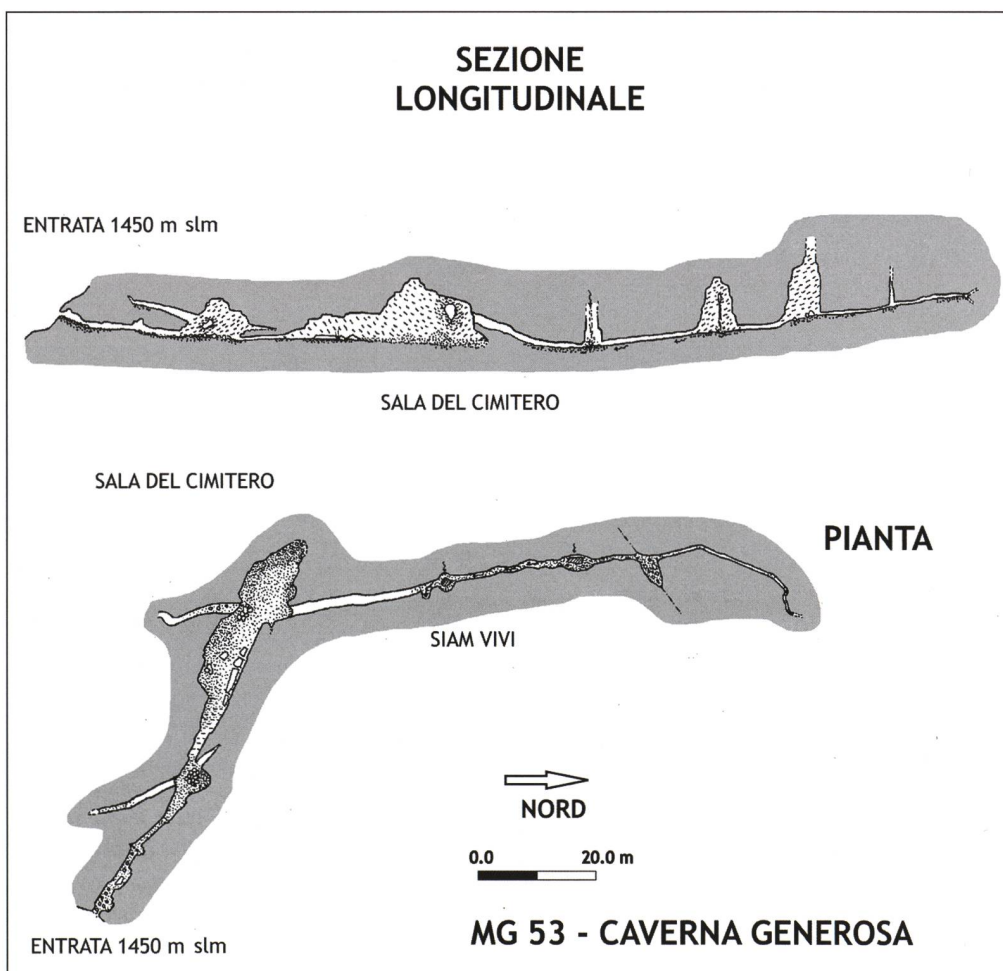 SEZIONE
LONGITUDINALE
ENTRATA 1450 m slm
SALA DEL CIMITERO
SALA DEL CIMITERO
PIANTA
SIAM VIVI
NORD
0.0 20.0 m
MG 53 - CAVERNA GENEROSA
ENTRATA 1450 m slm